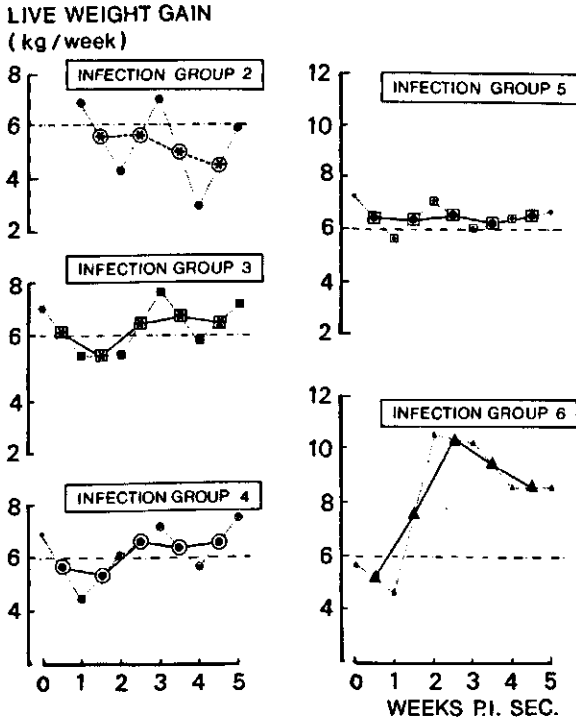 LIVE WEIGHT GAIN
(kg/week)
INFECTION GROUP 2
8
6
4
2
INFECTION GROUP 3
8
6
4
2
INFECTION GROUP 4
8
6
4
0 1 2 3 4 5
INFECTION GROUP 5
12
10
8
6
4
2
INFECTION GROUP 6
12
10
8
6
4
0 1 2 3 4 5
WEEKS P.I. SEC.